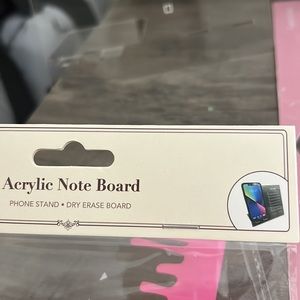 Acrylic Note Board
PHONE STAND • DRY ERASE BOARD